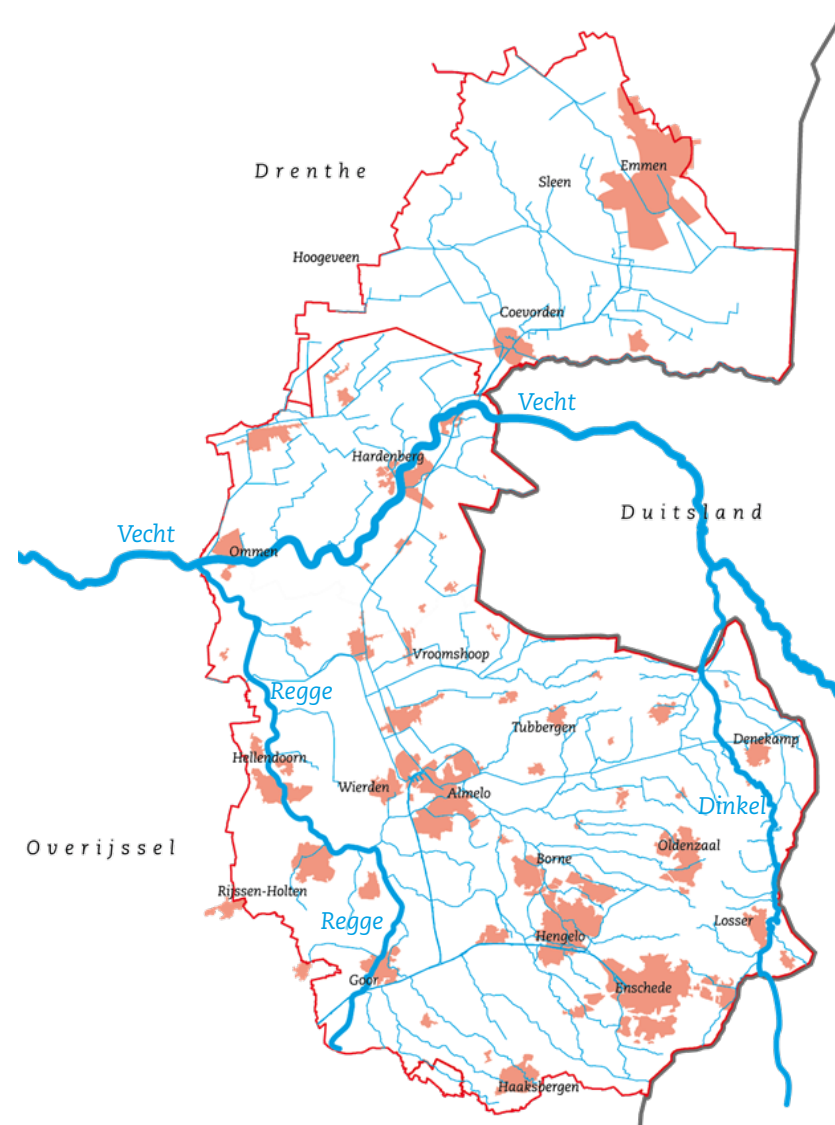 Emmen
Drenthe
Sleen
Hoogeveen
Coevorden
Vecht
Hardenberg
Duitsland
Vecht
Ommen
Vroomshoop
Regge
Tubbergen
Denekamp
Hellendoorn
Wierden
Almelo
Dinkel
Overijssel
Oldenzaal
Borne
Rijssen-Holten
Regge
Losser
Hengelo
Goor
Enschede
Haaksbergen